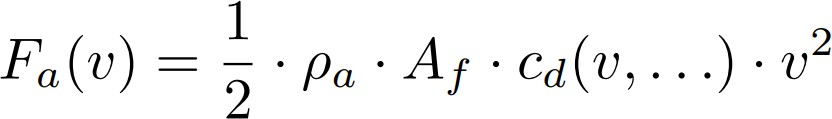 F_a(v) = \frac{1}{2} \cdot \rho_a \cdot A_f \cdot c_d(v, \ldots) \cdot v^2